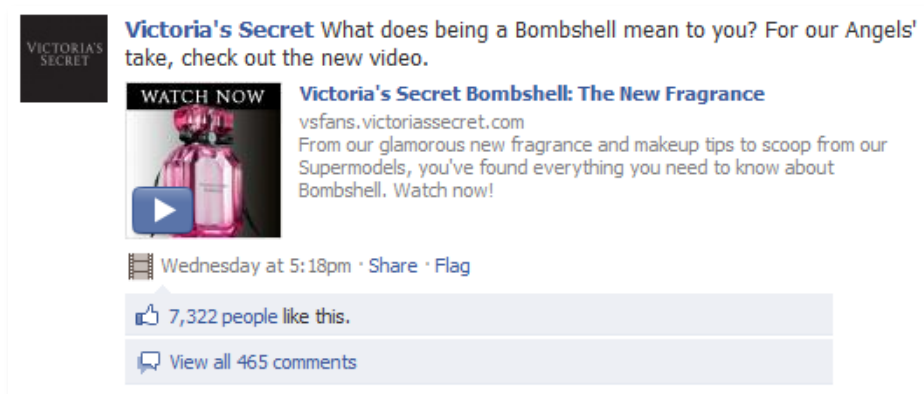 VICTORIA'S
SECRET
Victoria's Secret What does being a Bombshell mean to you? For our Angels'
take, check out the new video.
WATCH NOW
Victoria's Secret Bombshell: The New Fragrance
vsfans.victoriassecret.com
From our glamorous new fragrance and makeup tips to scoop from our
Supermodels, you've found everything you need to know about
Bombshell. Watch now!
Wednesday at 5:18pm · Share · Flag
7,322 people like this.
View all 465 comments